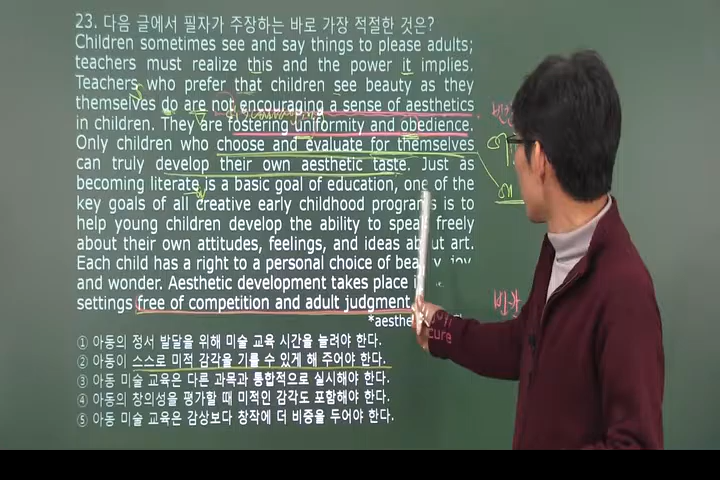 23. 다음 글에서 필자가 주장하는 바로 가장 적절한 것은?
Children sometimes see and say things to please adults;
teachers must realize this and the power it implies.
Teachers who prefer that children see beauty as they
themselves do are not encouraging a sense of aesthetics
in children. They are fostering uniformity and obedience.
Only children who choose and evaluate for themselves
can truly develop their own aesthetic taste. Just as
becoming literate is a basic goal of education, one of the
key goals of all creative early childhood programs is to
help young children develop the ability to speak freely
about their own attitudes, feelings, and ideas about art.
Each child has a right to a personal choice of joy
and wonder. Aesthetic development takes place
settings free of competition and adult judgment.
① 아동의 정서 발달을 위해 미술 교육 시간을 늘려야 한다.
② 아동이 스스로 미적 감각을 기를 수 있게 해 주어야 한다.
③ 아동 미술 교육은 다른 과목과 통합적으로 실시해야 한다.
④ 아동의 창의성을 평가할 때 미적인 감각도 포함해야 한다.
⑤ 아동 미술 교육은 감상보다 창작에 더 비중을 두어야 한다.